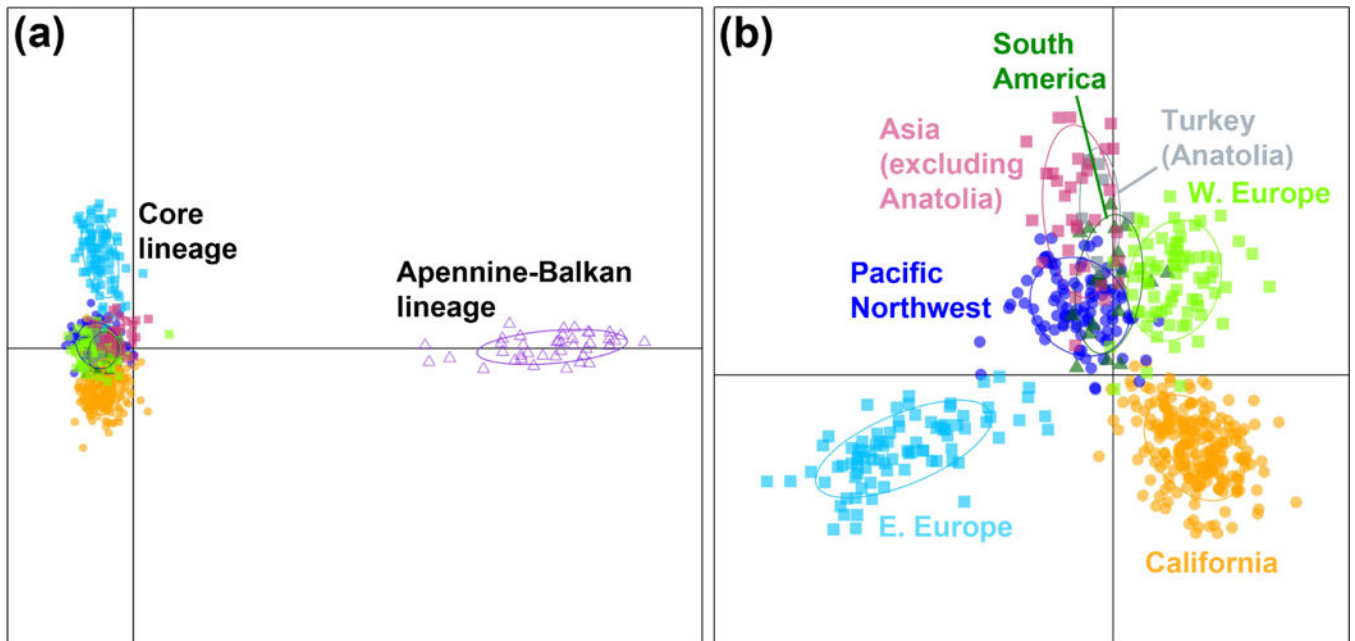 (a)
Core
lineage
Apennine-Balkan
lineage
(b)
South
America
Asia
(excluding
Anatolia)
Turkey
(Anatolia)
W. Europe
Pacific
Northwest
E. Europe
California